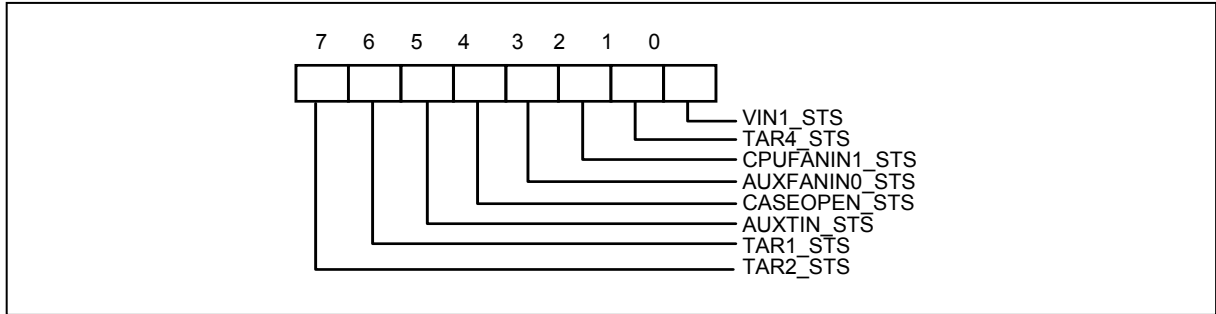 7 6 5 4 3 2 1 0
VIN1_STS
TAR4_STS
CPUFANIN1_STS
AUXFANIN0_STS
CASEOPEN_STS
AUXTIN_STS
TAR1_STS
TAR2_STS